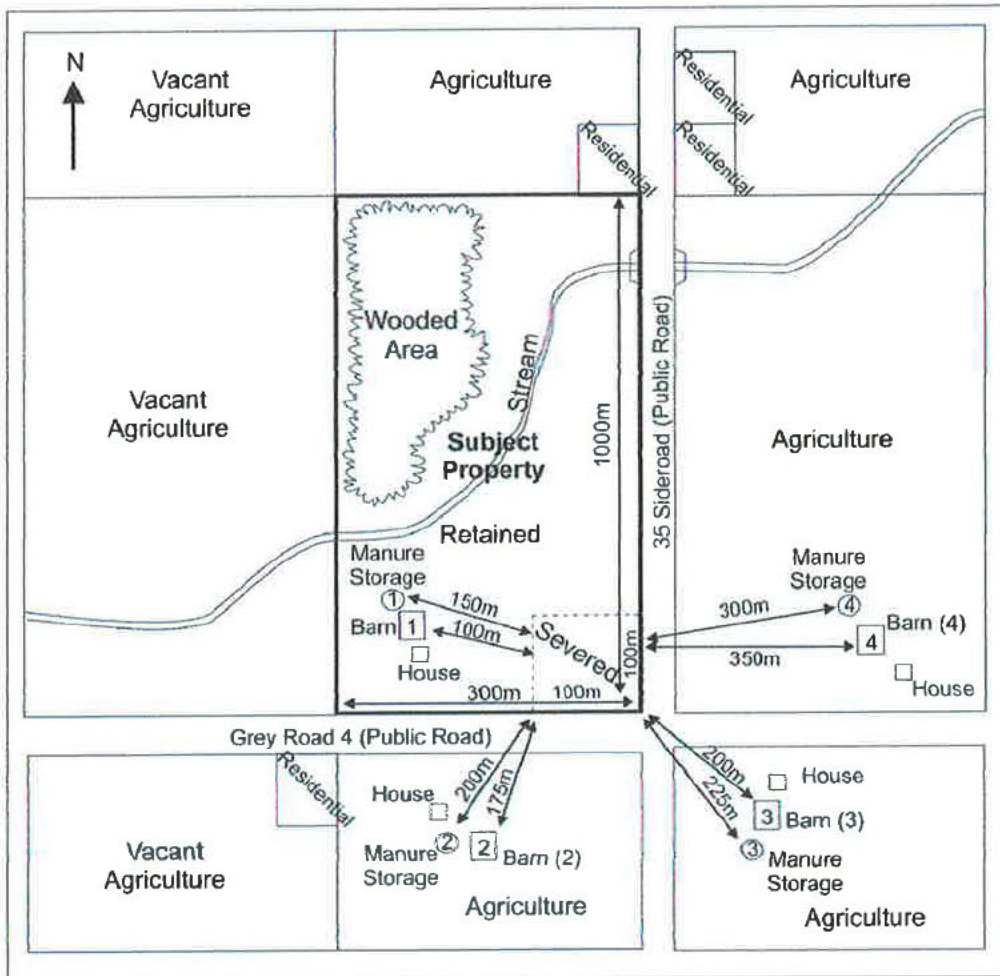 N
Vacant
Agriculture
Agriculture
Residential
Residential
Residential
Agriculture
Wooded
Area
Stream
Vacant
Agriculture
Subject
Property
1000m
35 Sideroad (Public Road)
Agriculture
Retained
Manure
Storage
1
150m
Barn
1
100m
House
Severed
100m
300m
100m
Manure
Storage
4
300m
Barn (4)
4
350m
House
Grey Road 4 (Public Road)
Residential
200m
175m
House
2
2
Barn (2)
Manure
Storage
Vacant
Agriculture
Agriculture
200m
225m
House
3
Barn (3)
3
Manure
Storage
Agriculture